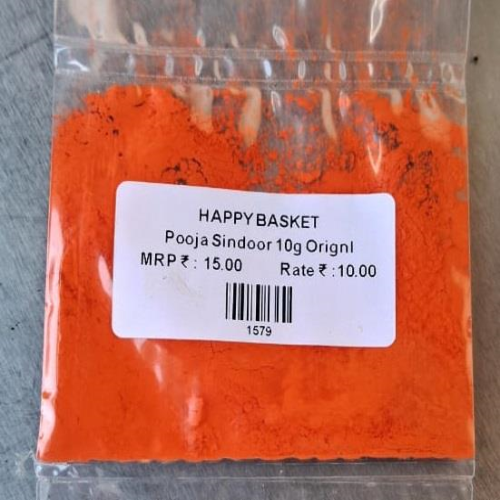 HAPPY BASKET
Pooja Sindoor 10g Orignl
MRP ₹ : 15.00 Rate ₹ :10.00
1579